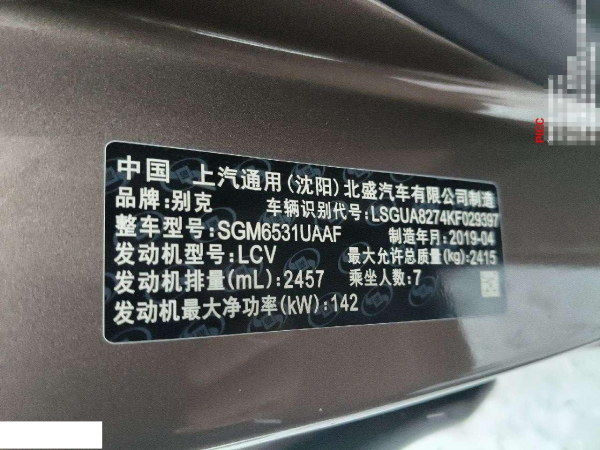 中国 上汽通用(沈阳)北盛汽车有限公司制造
品牌:别克 车辆识别代号:LSGUA8274KF029397
整车型号:SGM6531UAAF 制造年月:2019-04
发动机型号:LCV 最大允许总质量(kg):2415
发动机排量(mL):2457 乘坐人数:7
发动机最大净功率(kW):142